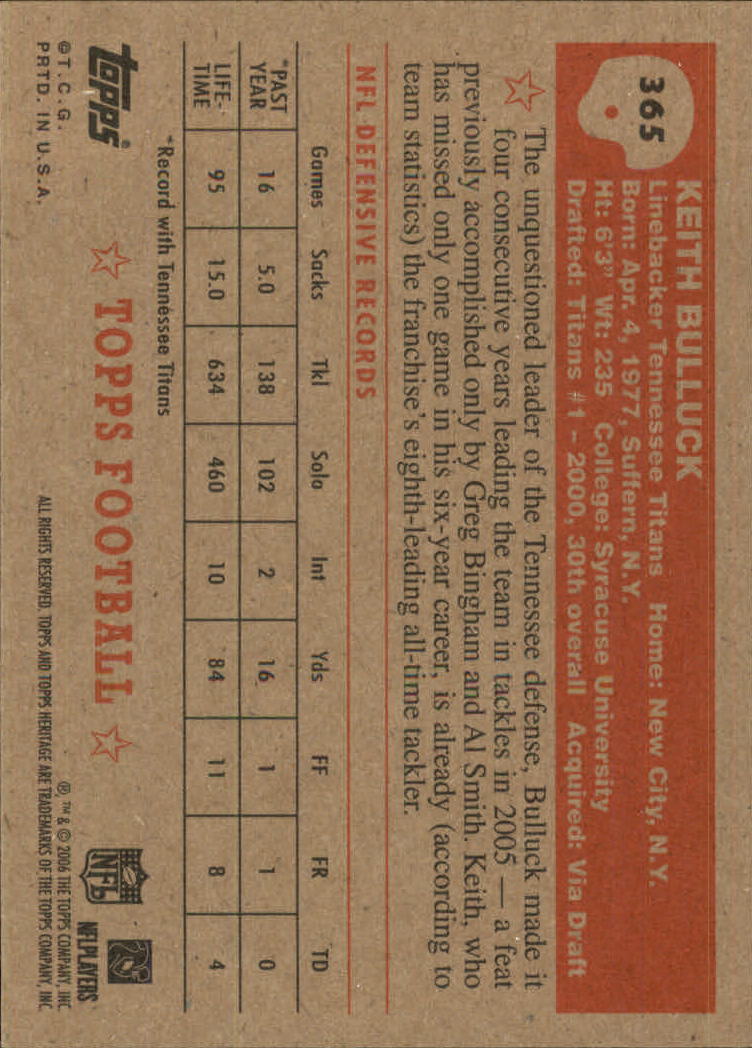 365
KEITH BULLUCK
Linebacker Tennessee Titans Home: New City, N.Y.
Born: Apr. 4, 1977, Suffern, N.Y.
Ht: 6'3" Wt: 235 College: Syracuse University
Drafted: Titans #1 - 2000, 30th overall Acquired: Via Draft
The unquestioned leader of the Tennessee defense, Bulluck made it
four consecutive years leading the team in tackles in 2005 — a feat
previously accomplished only by Greg Bingham and Al Smith. Keith, who
has missed only one game in his six-year career, is already (according to
team statistics) the franchise's eighth-leading all-time tackler.
NFL DEFENSIVE RECORDS
Games Sacks Tkl Solo Int Yds FF FR TD
*PAST YEAR 16 5.0 138 102 2 16 1 1 0
LIFE-TIME 95 15.0 634 460 10 84 11 8 4
*Record with Tennessee Titans
topps®
©T.C.G.
PRTD. IN U.S.A.
TOPPS FOOTBALL
NFL
NFLPLAYERS
®, ™ & © 2006 THE TOPPS COMPANY, INC.
ALL RIGHTS RESERVED. TOPPS AND TOPPS HERITAGE ARE TRADEMARKS OF THE TOPPS COMPANY, INC.